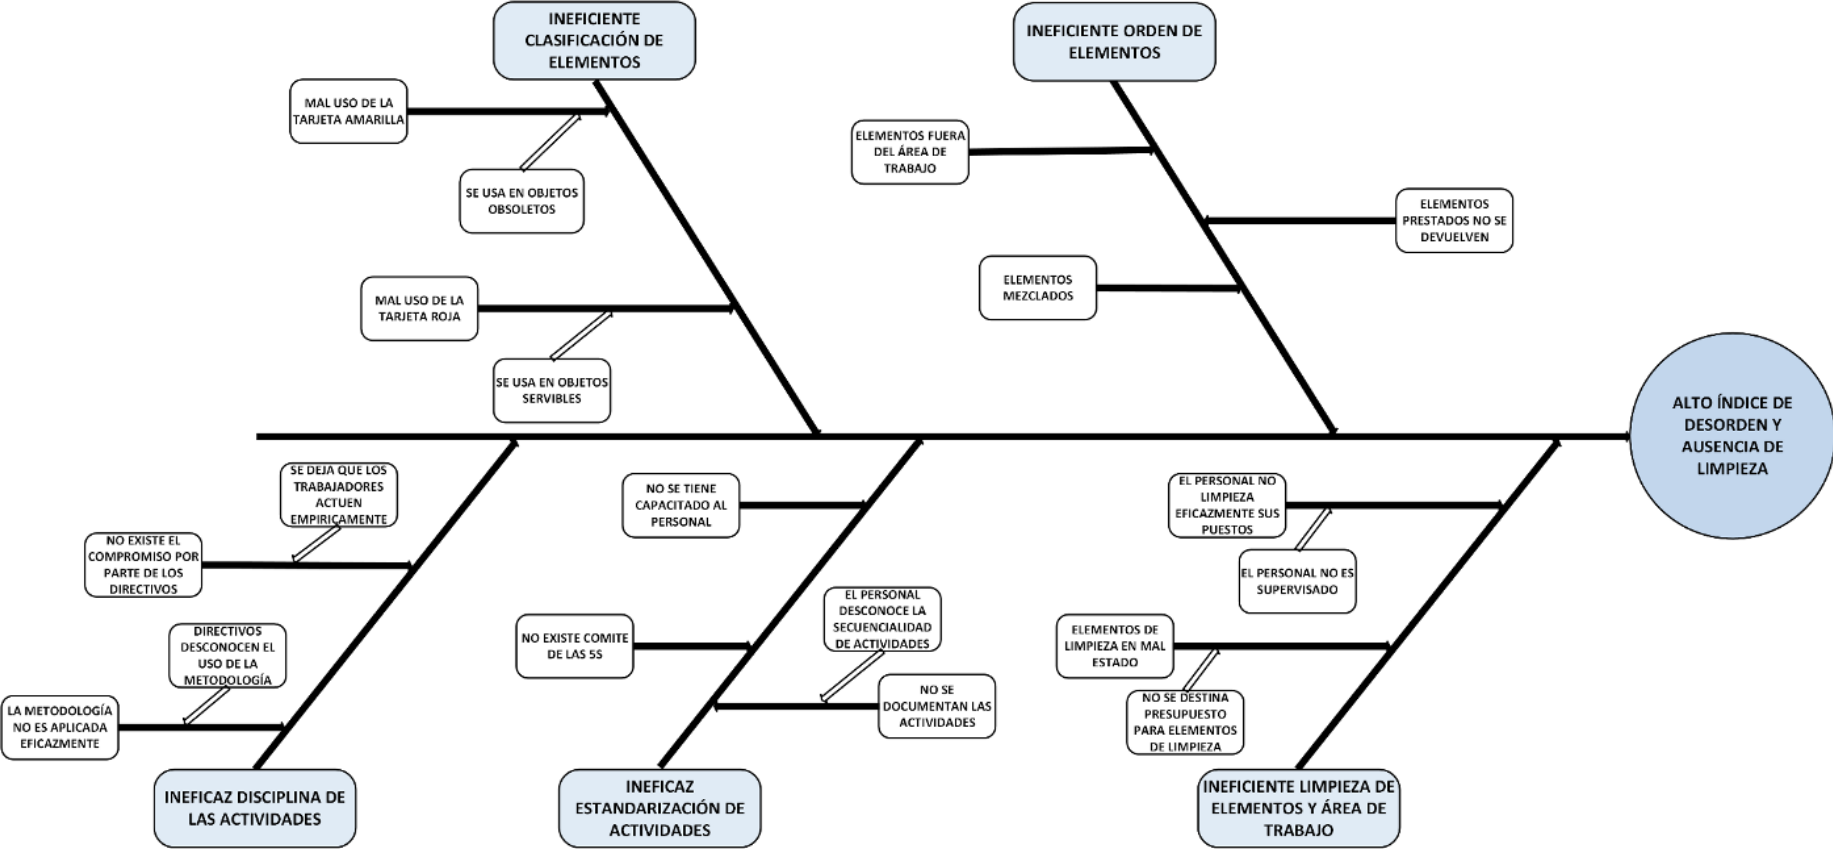 INEFICIENTE
CLASIFICACIÓN DE
ELEMENTOS
INEFICIENTE ORDEN DE
ELEMENTOS
MAL USO DE LA
TARJETA AMARILLA
SE USA EN OBJETOS
OBSOLETOS
MAL USO DE LA
TARJETA ROJA
SE USA EN OBJETOS
SERVIBLES
ELEMENTOS FUERA
DEL ÁREA DE
TRABAJO
ELEMENTOS
PRESTADOS NO SE
DEVUELVEN
ELEMENTOS
MEZCLADOS
ALTO ÍNDICE DE
DESORDEN Y
AUSENCIA DE
LIMPIEZA
SE DEJA QUE LOS
TRABAJADORES
ACTUEN
EMPIRICAMENTE
NO EXISTE EL
COMPROMISO POR
PARTE DE LOS
DIRECTIVOS
DIRECTIVOS
DESCONOCEN EL
USO DE LA
METODOLOGÍA
LA METODOLOGÍA
NO ES APLICADA
EFICAZMENTE
NO SE TIENE
CAPACITADO AL
PERSONAL
NO EXISTE COMITE
DE LAS 5S
EL PERSONAL
DESCONOCE LA
SECUENCIALIDAD
DE ACTIVIDADES
NO SE
DOCUMENTAN LAS
ACTIVIDADES
EL PERSONAL NO
LIMPIEZA
EFICAZMENTE SUS
PUESTOS
EL PERSONAL NO ES
SUPERVISADO
ELEMENTOS DE
LIMPIEZA EN MAL
ESTADO
NO SE DESTINA
PRESUPUESTO
PARA ELEMENTOS
DE LIMPIEZA
INEFICAZ DISCIPLINA DE
LAS ACTIVIDADES
INEFICAZ
ESTANDARIZACIÓN DE
ACTIVIDADES
INEFICIENTE LIMPIEZA DE
ELEMENTOS Y ÁREA DE
TRABAJO